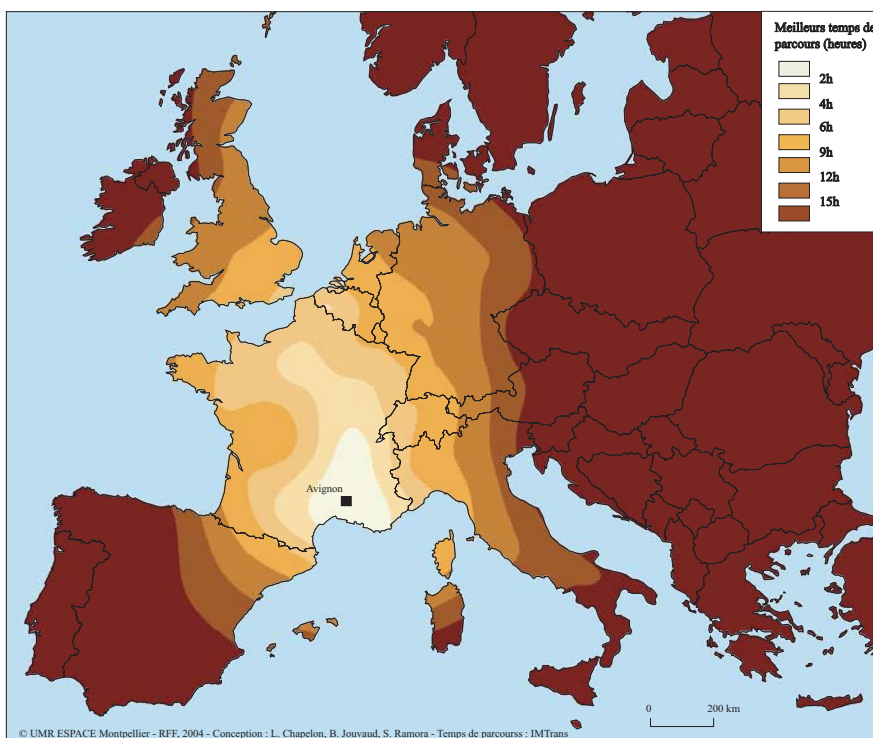 Meilleurs temps de
parcours (heures)
2h
4h
6h
9h
12h
15h
Avignon
0 200 km
© UMR ESPACE Montpellier - RFF, 2004 - Conception : L. Chapelon, B. Jouvaud, S. Ramora - Temps de parcourss : IMTrans